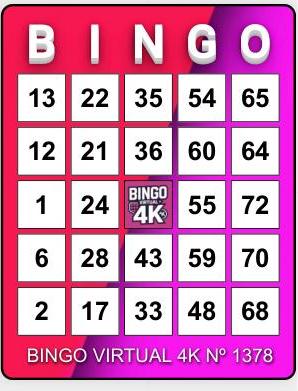 B I N G O
13 22 35 54 65
12 21 36 60 64
1 24 BINGO VIRTUAL 4K 55 72
6 28 43 59 70
2 17 33 48 68
BINGO VIRTUAL 4K Nº 1378